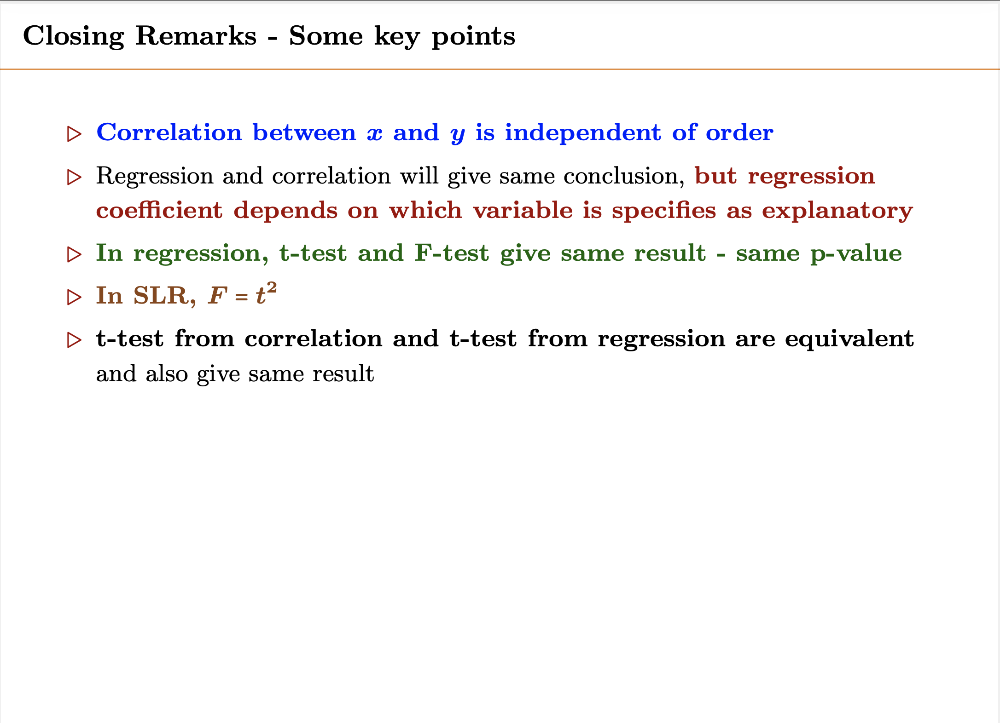 Closing Remarks - Some key points
▷ Correlation between x and y is independent of order
▷ Regression and correlation will give same conclusion, but regression
coefficient depends on which variable is specifies as explanatory
▷ In regression, t-test and F-test give same result - same p-value
▷ In SLR, F = t²
▷ t-test from correlation and t-test from regression are equivalent
and also give same result